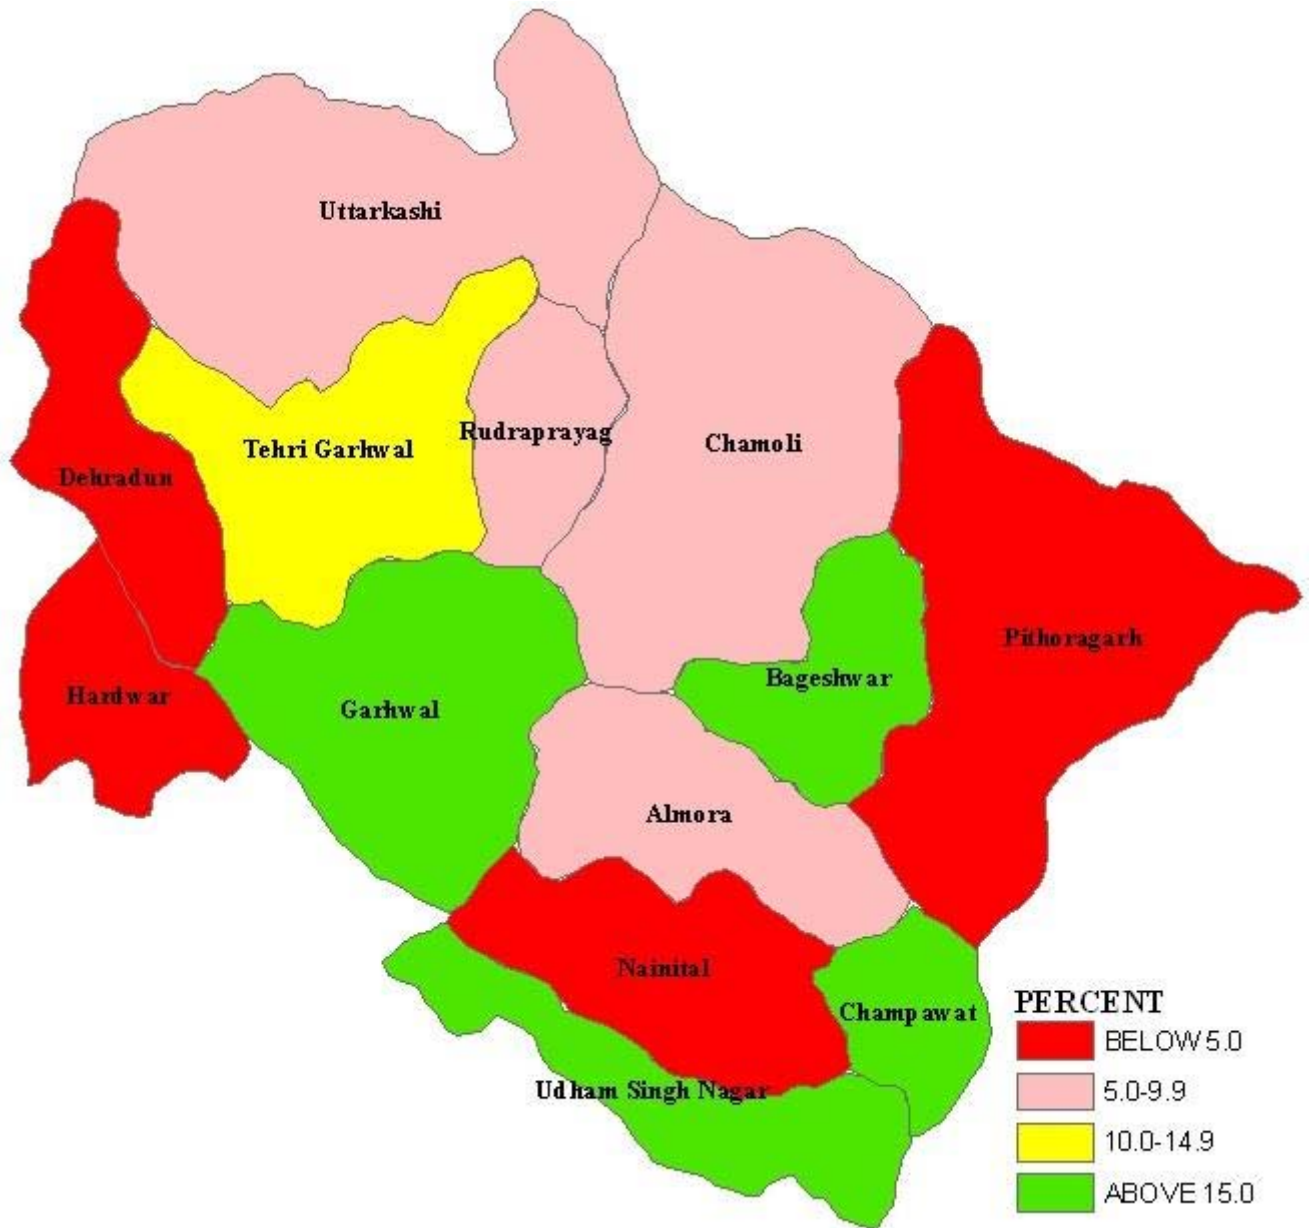 Uttarkashi
Tehri Garhwal
Rudraprayag
Chamoli
Dehradun
Pithoragarh
Hardwar
Garhwal
Bageshwar
Almora
Nainital
Champawat
Udham Singh Nagar
PERCENT
BELOW 5.0
5.0-9.9
10.0-14.9
ABOVE 15.0